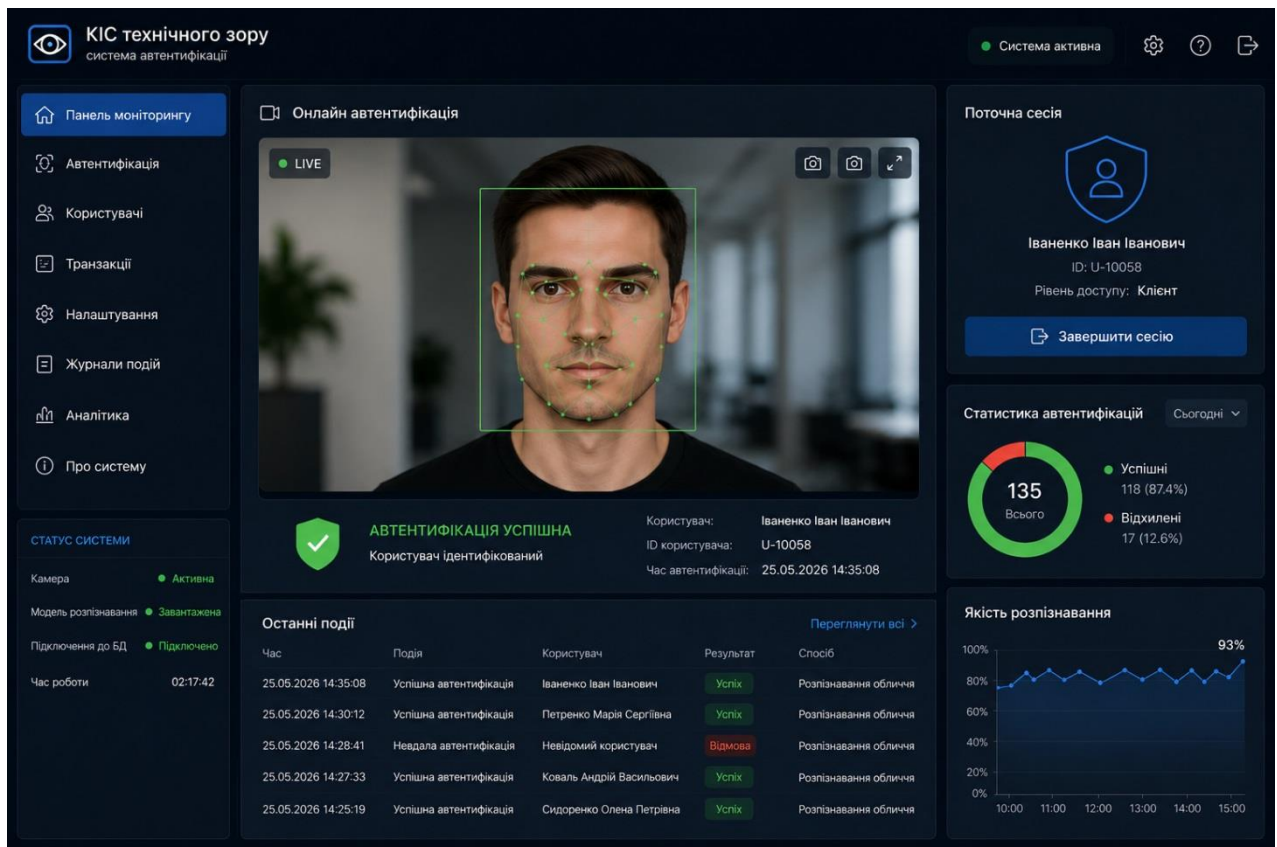 КІС технічного зору
система автентифікації
Система активна
Панель моніторингу
Автентифікація
Користувачі
Транзакції
Налаштування
Журнали подій
Аналітика
Про систему
СТАТУС СИСТЕМИ
Камера Активна
Модель розпізнавання Завантажена
Підключення до БД Підключено
Час роботи 02:17:42
Онлайн автентифікація
LIVE
АВТЕНТИФІКАЦІЯ УСПІШНА
Користувач ідентифікований
Користувач: Іваненко Іван Іванович
ID користувача: U-10058
Час автентифікації: 25.05.2026 14:35:08
Останні події Переглянути всі
Час Подія Користувач Результат Спосіб
25.05.2026 14:35:08 Успішна автентифікація Іваненко Іван Іванович Успіх Розпізнавання обличчя
25.05.2026 14:30:12 Успішна автентифікація Петренко Марія Сергіївна Успіх Розпізнавання обличчя
25.05.2026 14:28:41 Невдала автентифікація Невідомий користувач Відмова Розпізнавання обличчя
25.05.2026 14:27:33 Успішна автентифікація Коваль Андрій Васильович Успіх Розпізнавання обличчя
25.05.2026 14:25:19 Успішна автентифікація Сидоренко Олена Петрівна Успіх Розпізнавання обличчя
Поточна сесія
Іваненко Іван Іванович
ID: U-10058
Рівень доступу: Клієнт
Завершити сесію
Статистика автентифікацій Сьогодні
135
Всього
Успішні
118 (87.4%)
Відхилені
17 (12.6%)
Якість розпізнавання
93%
100%
80%
60%
40%
20%
0%
10:00 11:00 12:00 13:00 14:00 15:00